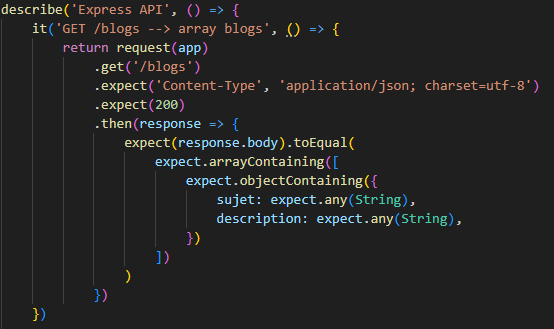 describe('Express API', () => {
    it('GET /blogs --> array blogs', () => {
        return request(app)
            .get('/blogs')
            .expect('Content-Type', 'application/json; charset=utf-8')
            .expect(200)
            .then(response => {
                expect(response.body).toEqual(
                    expect.arrayContaining([
                        expect.objectContaining({
                            sujet: expect.any(String),
                            description: expect.any(String),
                        })
                    ])
                )
            })
    })